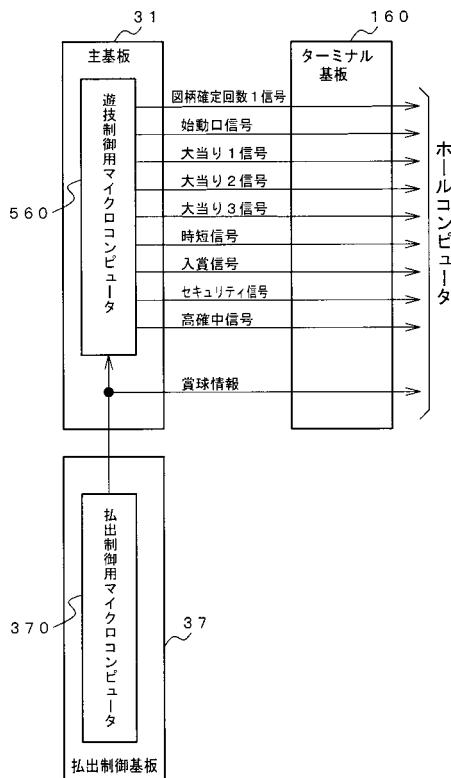 31
160
主基板
ターミナル
基板
遊技制御用マイクロコンピュータ
560
図柄確定回数1信号
始動口信号
大当り1信号
大当り2信号
大当り3信号
時短信号
入賞信号
セキュリティ信号
高確中信号
賞球情報
ホールコンピュータ
払出制御用マイクロコンピュータ
370
37
払出制御基板